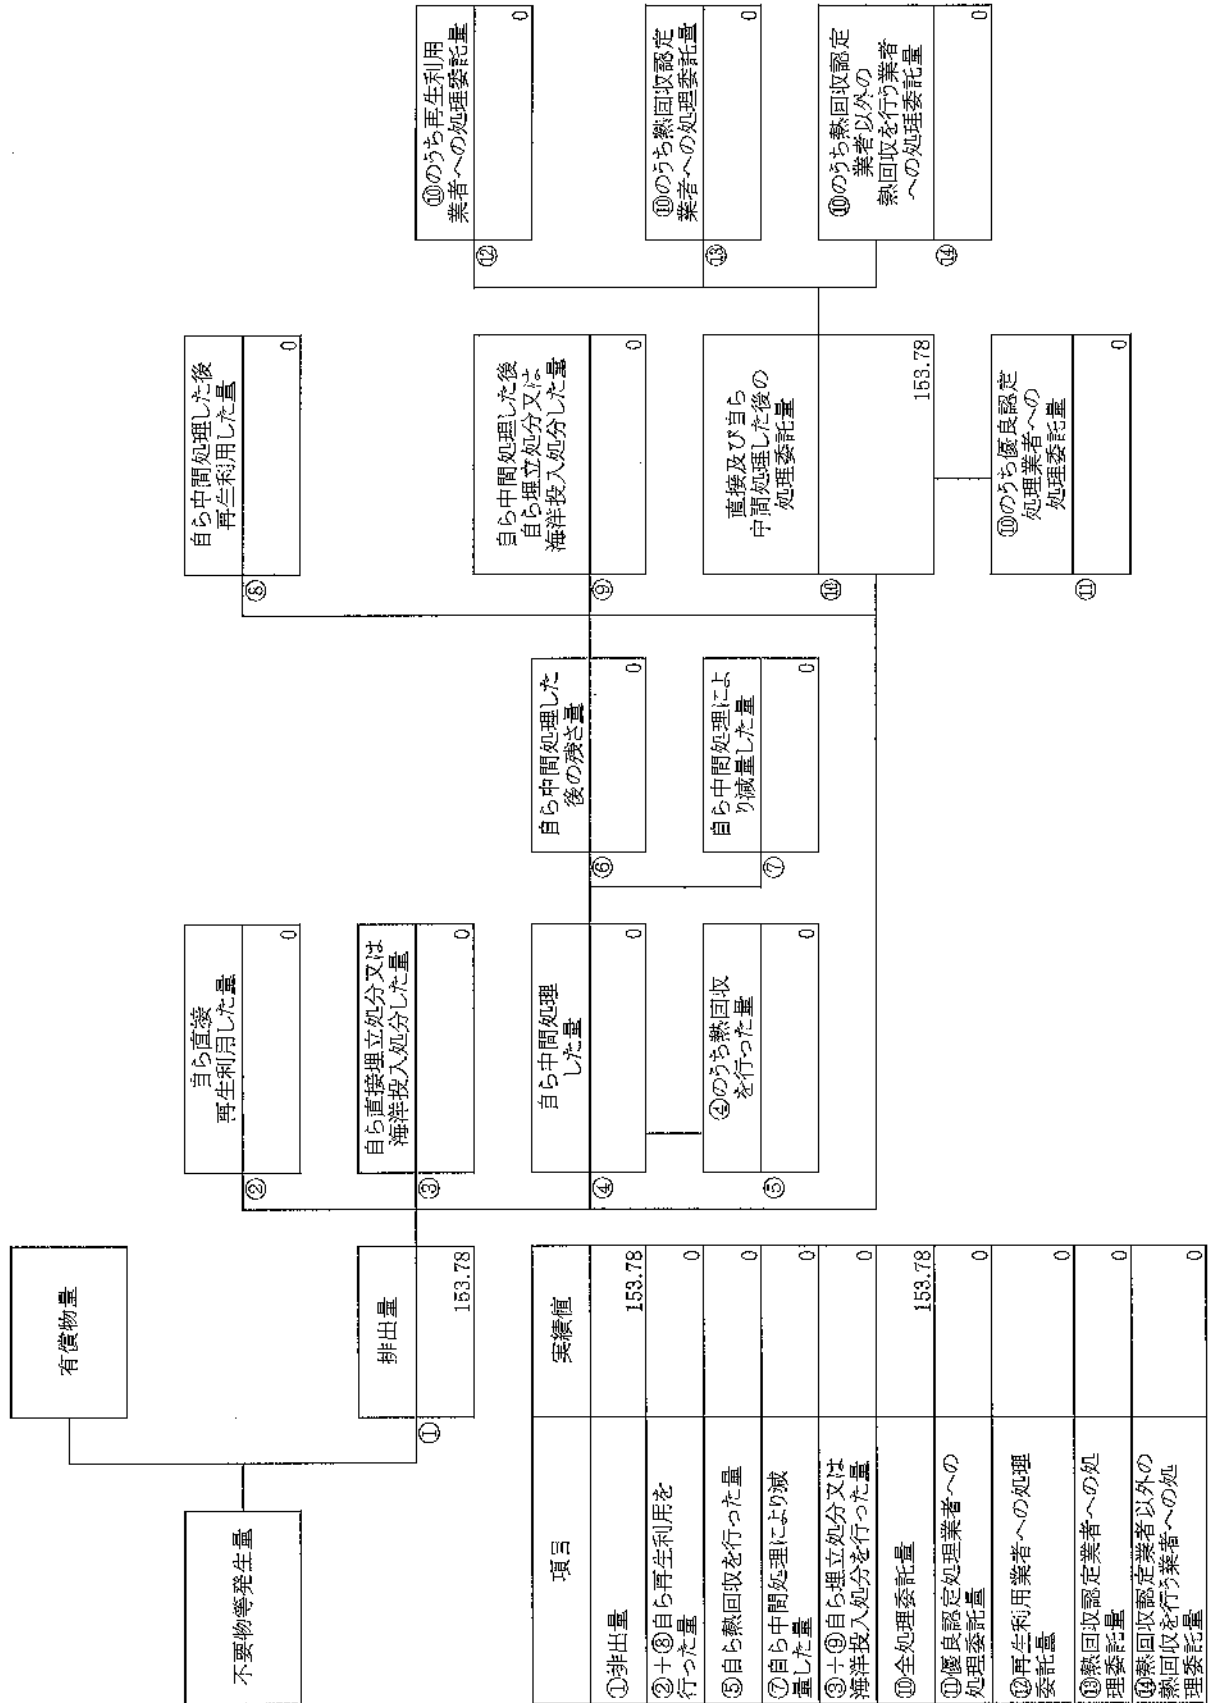 有償物量
不要物等発生量
①
排出量
153.78
②
自ら直接
再生利用した量
0
③
自ら直接埋立処分又は
海洋投入処分した量
0
④
自ら中間処理
した量
0
⑤
④のうち熱回収
を行った量
0
⑥
自ら中間処理した
後の残さ量
0
⑦
自ら中間処理によ
り減量した量
0
⑧
自ら中間処理した後
再生利用した量
0
⑨
自ら中間処理した後
自ら埋立処分又は
海洋投入処分した量
0
⑩
直接及び自ら
中間処理した後の
処理委託量
153.78
⑪
⑩のうち優良認定
処理業者への
処理委託量
0
⑫
⑩のうち再生利用
業者への処理委託量
0
⑬
⑩のうち熱回収認定
業者への処理委託量
0
⑭
⑩のうち熱回収認定
業者以外の
熱回収を行う業者
への処理委託量
0
項目 実績値
①排出量 153.78
②+⑧自ら再生利用を
行った量 0
⑤自ら熱回収を行った量 0
⑦自ら中間処理により減
量した量 0
③+⑨自ら埋立処分又は
海洋投入処分を行った量 0
⑩全処理委託量 153.78
⑪優良認定処理業者への
処理委託量 0
⑫再生利用業者への処理
委託量 0
⑬熱回収認定業者への処
理委託量 0
⑭熱回収認定業者以外の
熱回収を行う業者への処
理委託量 0